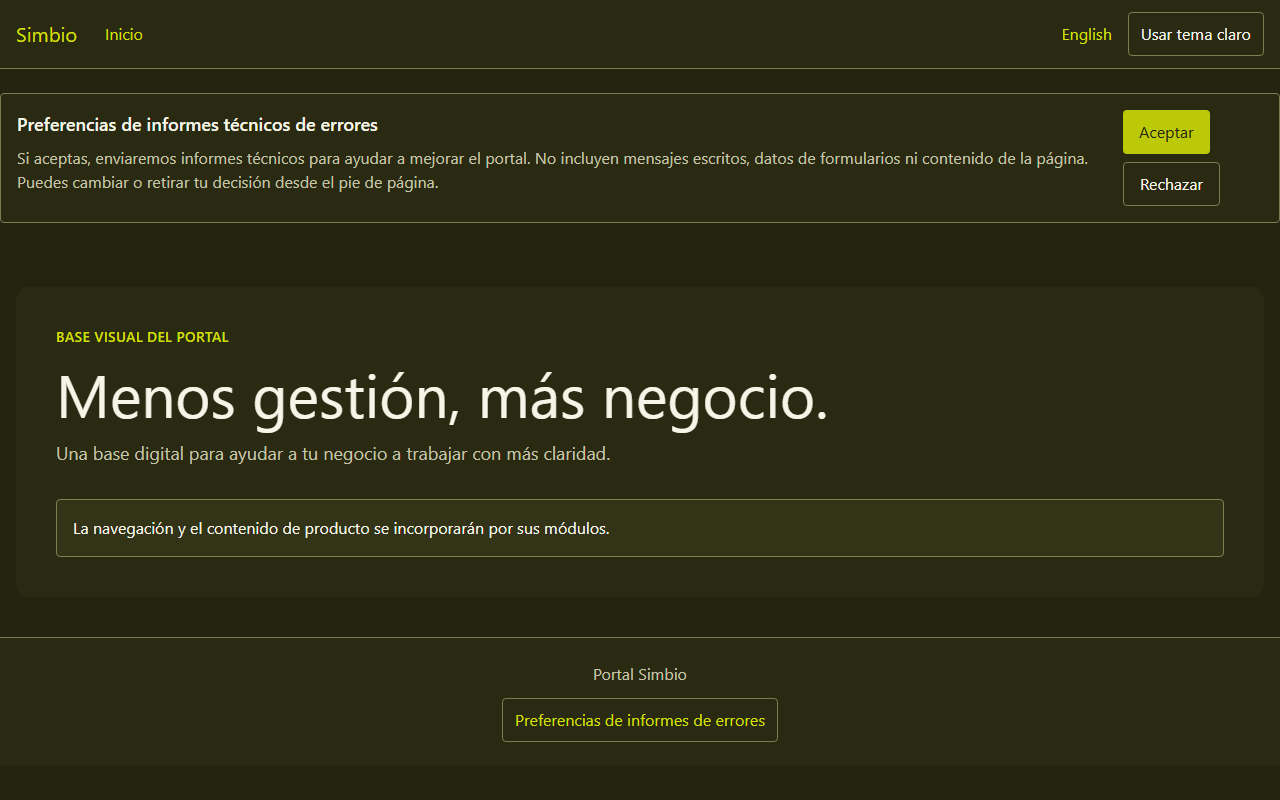 Simbio
Inicio
English
Usar tema claro
Preferencias de informes técnicos de errores
Si aceptas, enviaremos informes técnicos para ayudar a mejorar el portal. No incluyen mensajes escritos, datos de formularios ni contenido de la página.
Puedes cambiar o retirar tu decisión desde el pie de página.
Aceptar
Rechazar
BASE VISUAL DEL PORTAL
Menos gestión, más negocio.
Una base digital para ayudar a tu negocio a trabajar con más claridad.
La navegación y el contenido de producto se incorporarán por sus módulos.
Portal Simbio
Preferencias de informes de errores